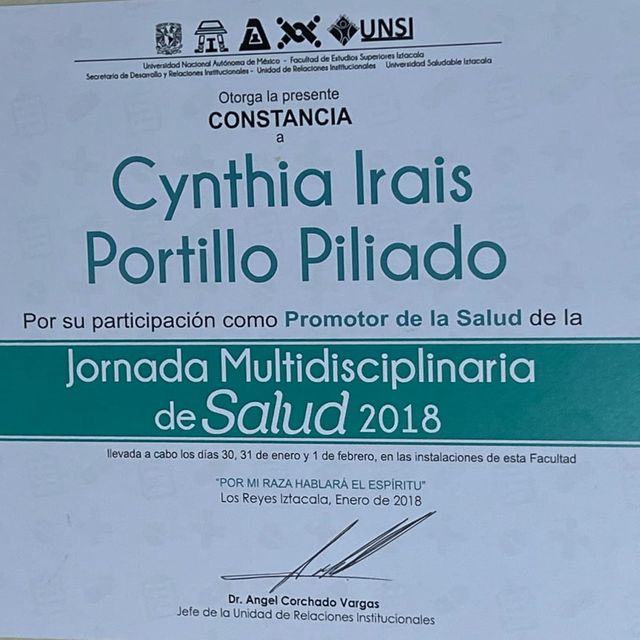 UNSI
Universidad Nacional Autónoma de México - Facultad de Estudios Superiores Iztacala
Secretaría de Desarrollo y Relaciones Institucionales - Unidad de Relaciones Institucionales Universidad Saludable Iztacala
Otorga la presente
CONSTANCIA
a
Cynthia Irais
Portillo Piliado
Por su participación como Promotor de la Salud de la
Jornada Multidisciplinaria
de Salud 2018
llevada a cabo los días 30, 31 de enero y 1 de febrero, en las instalaciones de esta Facultad
"POR MI RAZA HABLARÁ EL ESPÍRITU"
Los Reyes Iztacala, Enero de 2018
Dr. Angel Corchado Vargas
Jefe de la Unidad de Relaciones Institucionales